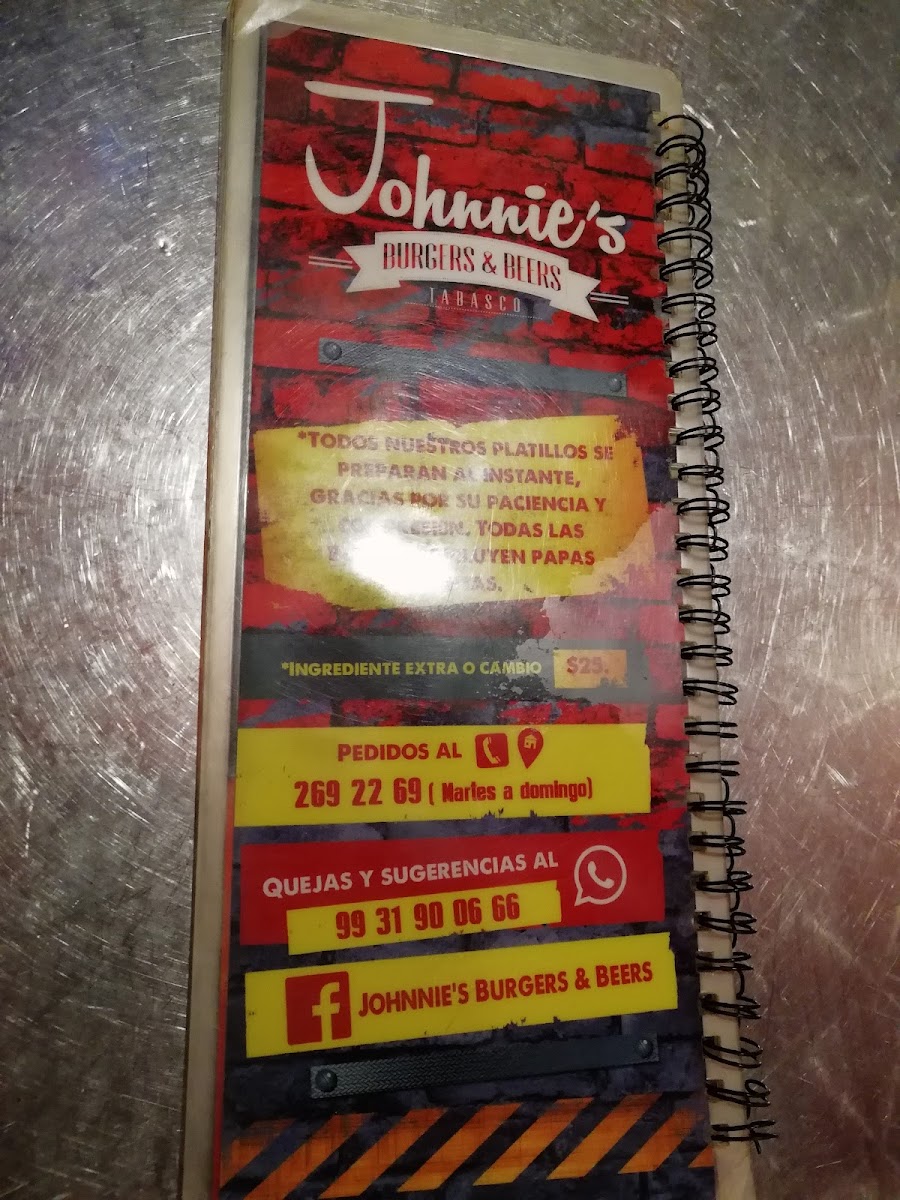 Johnnie's
BURGERS & BEERS
TABASCO
*TODOS NUESTROS PLATILLOS SE
PREPARAN AL INSTANTE,
GRACIAS POR SU PACIENCIA Y
TODAS LAS
PAPAS
*INGREDIENTE EXTRA O CAMBIO $25.
PEDIDOS AL
269 22 69 ( Martes a domingo)
QUEJAS Y SUGERENCIAS AL
99 31 90 06 66
f JOHNNIE'S BURGERS & BEERS